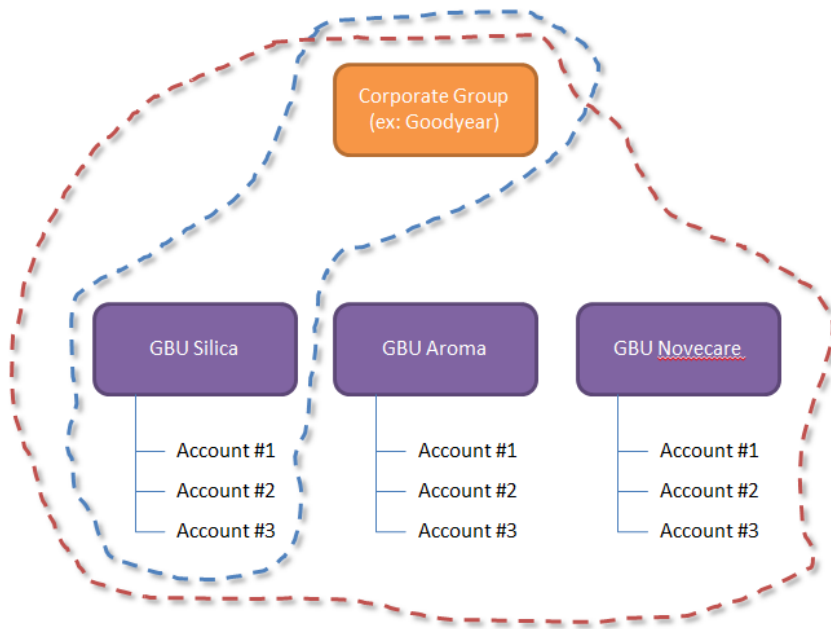 Corporate Group
(ex: Goodyear)
GBU Silica
GBU Aroma
GBU Novecare
Account #1
Account #2
Account #3
Account #1
Account #2
Account #3
Account #1
Account #2
Account #3